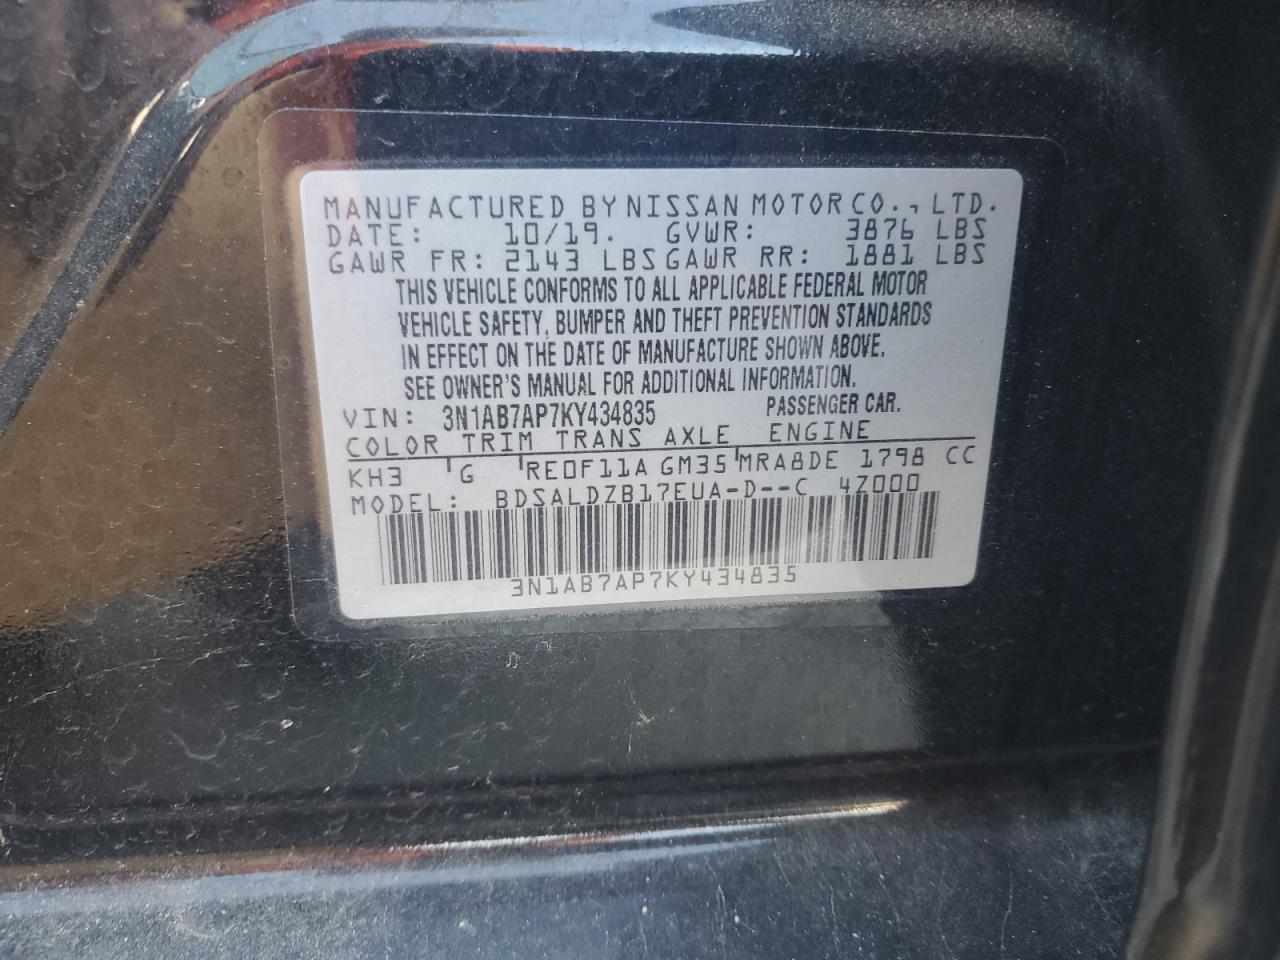 MANUFACTURED BY NISSAN MOTOR CO., LTD.
DATE: 10/19. GVWR: 3876 LBS
GAWR FR: 2143 LBS GAWR RR: 1881 LBS
THIS VEHICLE CONFORMS TO ALL APPLICABLE FEDERAL MOTOR
VEHICLE SAFETY, BUMPER AND THEFT PREVENTION STANDARDS
IN EFFECT ON THE DATE OF MANUFACTURE SHOWN ABOVE.
SEE OWNER'S MANUAL FOR ADDITIONAL INFORMATION.
VIN: 3N1AB7AP7KY434835 PASSENGER CAR.
COLOR TRIM TRANS AXLE ENGINE
KH3 G RE0F11A GM35 MRA8DE 1798 CC
MODEL: BDSALDZB17EUA-D--C 4Z000
3N1AB7AP7KY434835